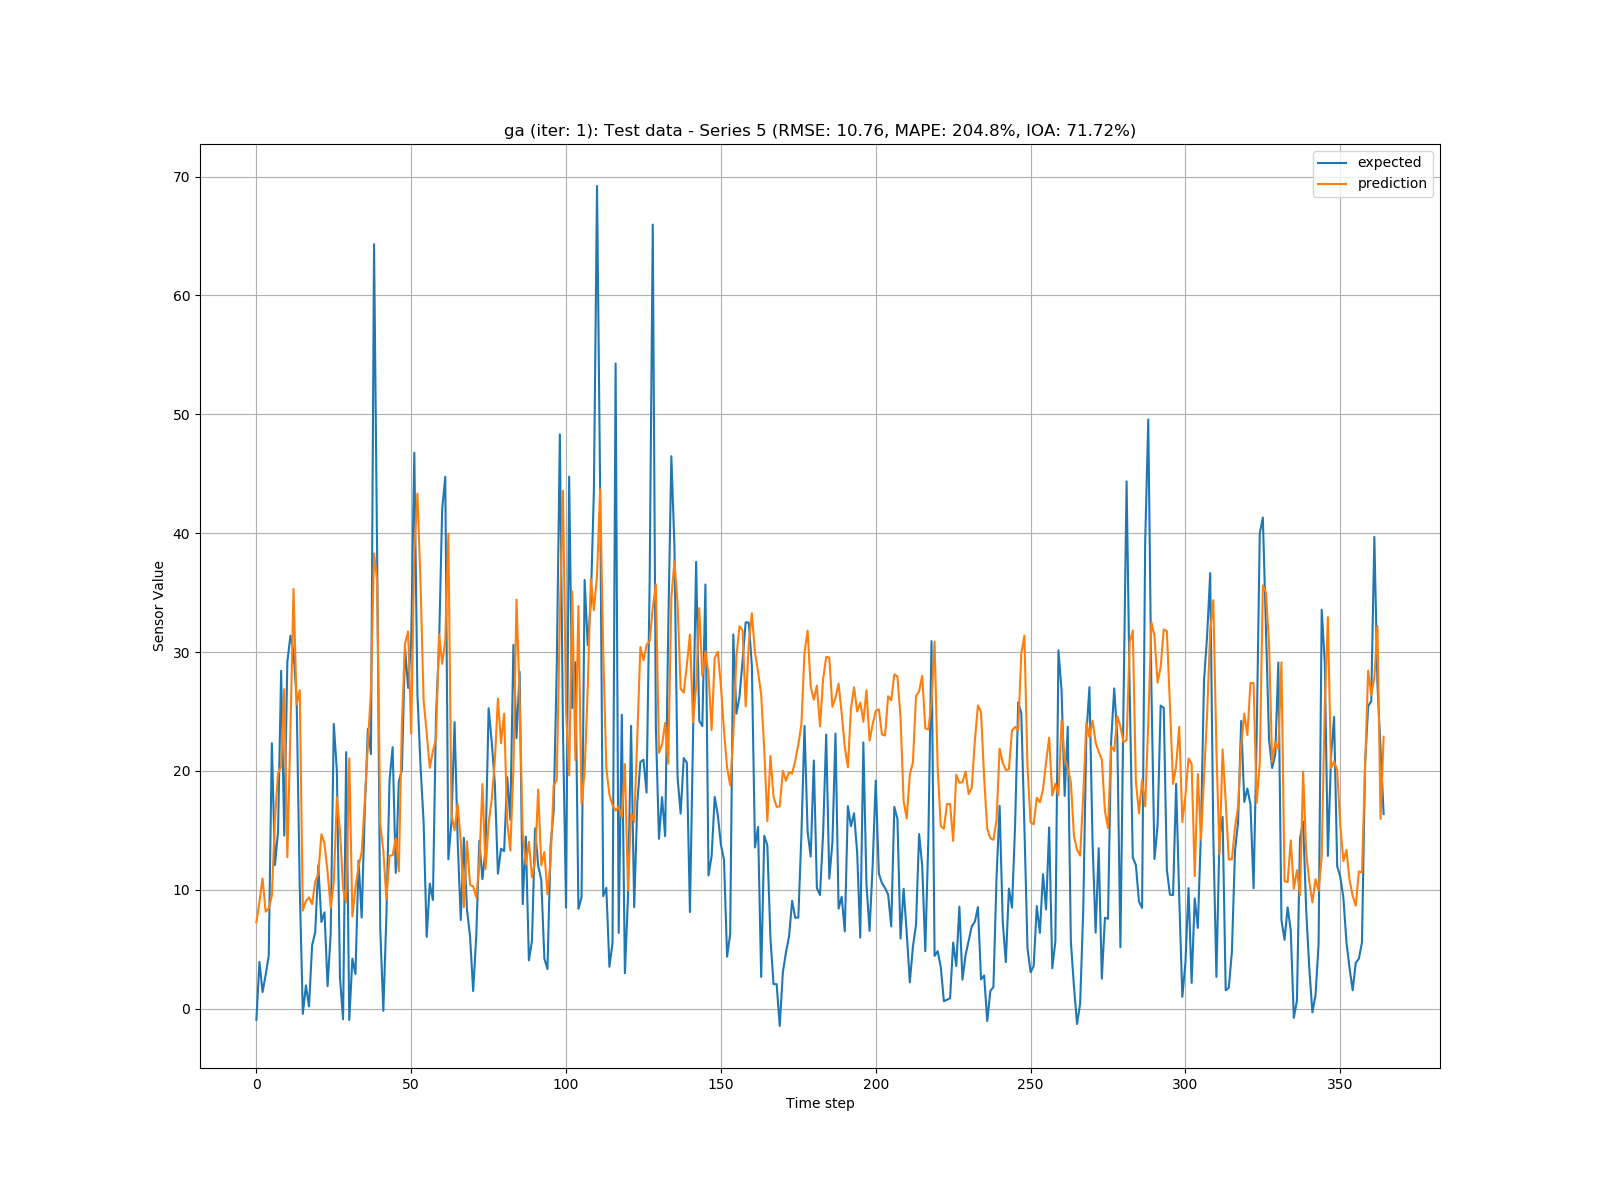 ga (iter: 1): Test data - Series 5 (RMSE: 10.76, MAPE: 204.8%, IOA: 71.72%)
expected
prediction
70
60
50
40
30
20
10
0
Sensor Value
0 50 100 150 200 250 300 350
Time step